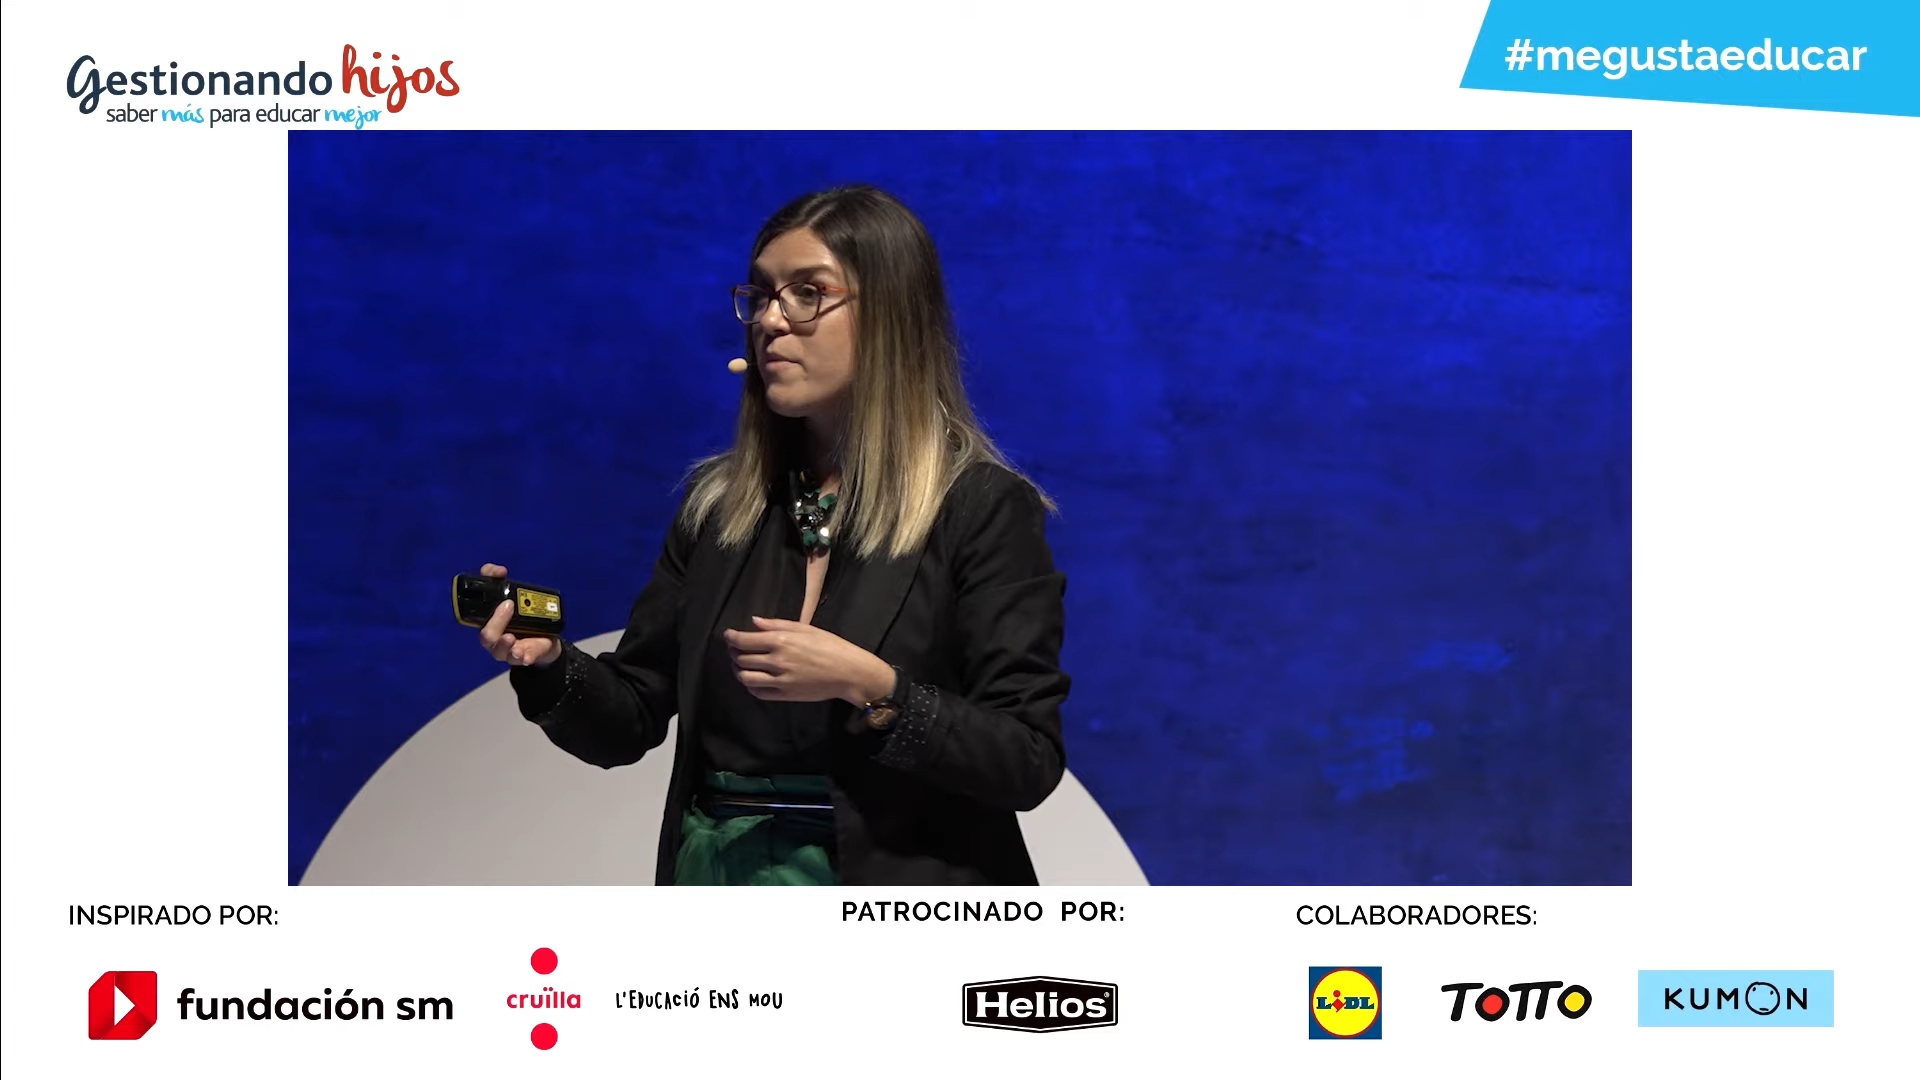 Gestionando hijos
saber más para educar mejor
#megustaeducar
INSPIRADO POR:
fundación sm
cruïlla
L'EDUCACIÓ ENS MOU
PATROCINADO POR:
Helios
COLABORADORES:
LiDL
TOTTO
KUMON